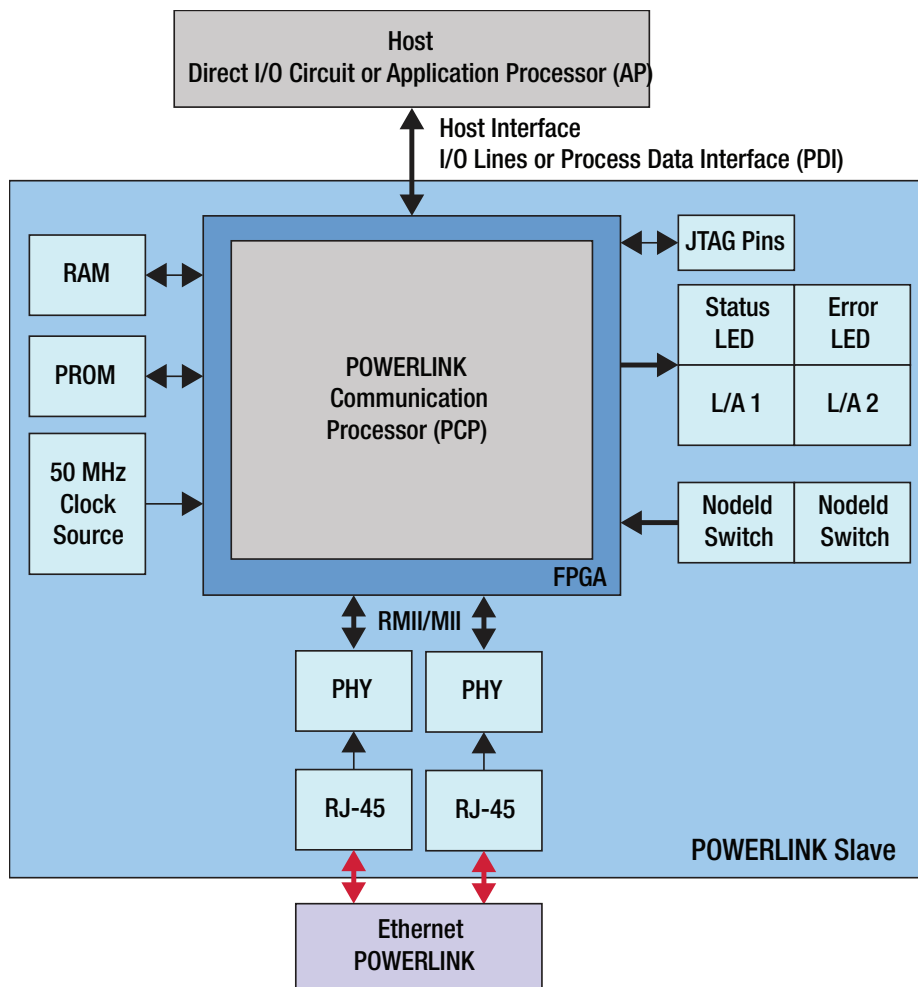 Host
Direct I/O Circuit or Application Processor (AP)
Host Interface
I/O Lines or Process Data Interface (PDI)
RAM
PROM
50 MHz
Clock
Source
POWERLINK
Communication
Processor (PCP)
FPGA
JTAG Pins
Status
LED
Error
LED
L/A 1
L/A 2
NodeId
Switch
NodeId
Switch
RMII/MII
PHY
PHY
RJ-45
RJ-45
POWERLINK Slave
Ethernet
POWERLINK